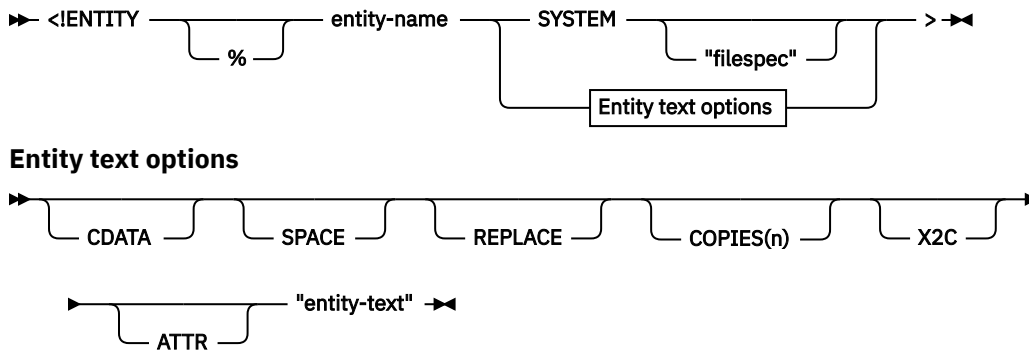 <!ENTITY % entity-name SYSTEM "filespec" >
Entity text options
Entity text options
CDATA SPACE REPLACE COPIES(n) X2C
ATTR "entity-text"